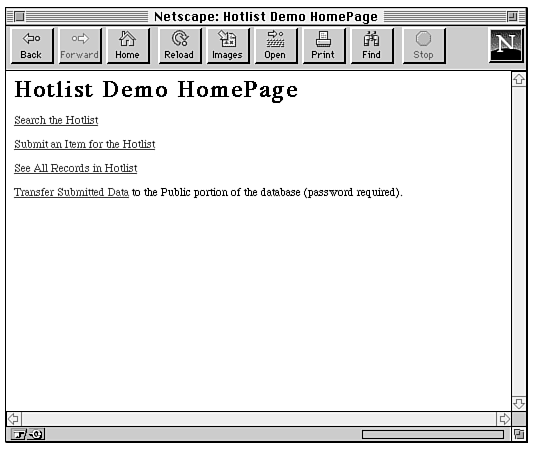 Netscape: Hotlist Demo HomePage
Back Forward Home Reload Images Open Print Find Stop
N
Hotlist Demo HomePage
Search the Hotlist
Submit an Item for the Hotlist
See All Records in Hotlist
Transfer Submitted Data to the Public portion of the database (password required).